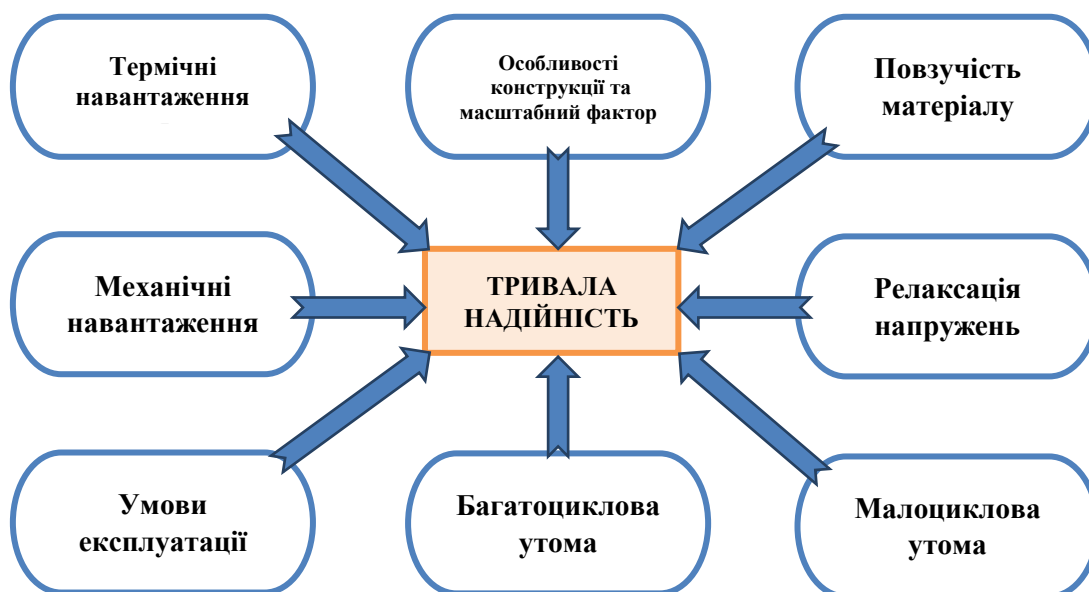 Термічні
навантаження
Особливості
конструкції та
масштабний фактор
Повзучість
матеріалу
Механічні
навантаження
ТРИВАЛА
НАДІЙНІСТЬ
Релаксація
напружень
Умови
експлуатації
Багатоциклова
утома
Малоциклова
утома